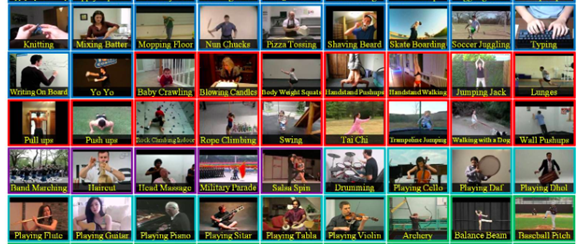 Knitting
Mixing Batter
Mopping Floor
Nun Chucks
Pizza Tossing
Shaving Beard
Skate Boarding
Soccer Juggling
Typing
Writing On Board
Yo Yo
Baby Crawling
Blowing Candles
Body Weight Squats
Handstand Pushups
Handstand Walking
Jumping Jack
Lunges
Pull ups
Push ups
Rock Climbing Indoor
Rope Climbing
Swing
Tai Chi
Trampoline Jumping
Walking with a Dog
Wall Pushups
Band Marching
Haircut
Head Massage
Military Parade
Salsa Spin
Drumming
Playing Cello
Playing Daf
Playing Dhol
Playing Flute
Playing Guitar
Playing Piano
Playing Sitar
Playing Tabla
Playing Violin
Archery
Balance Beam
Baseball Pitch